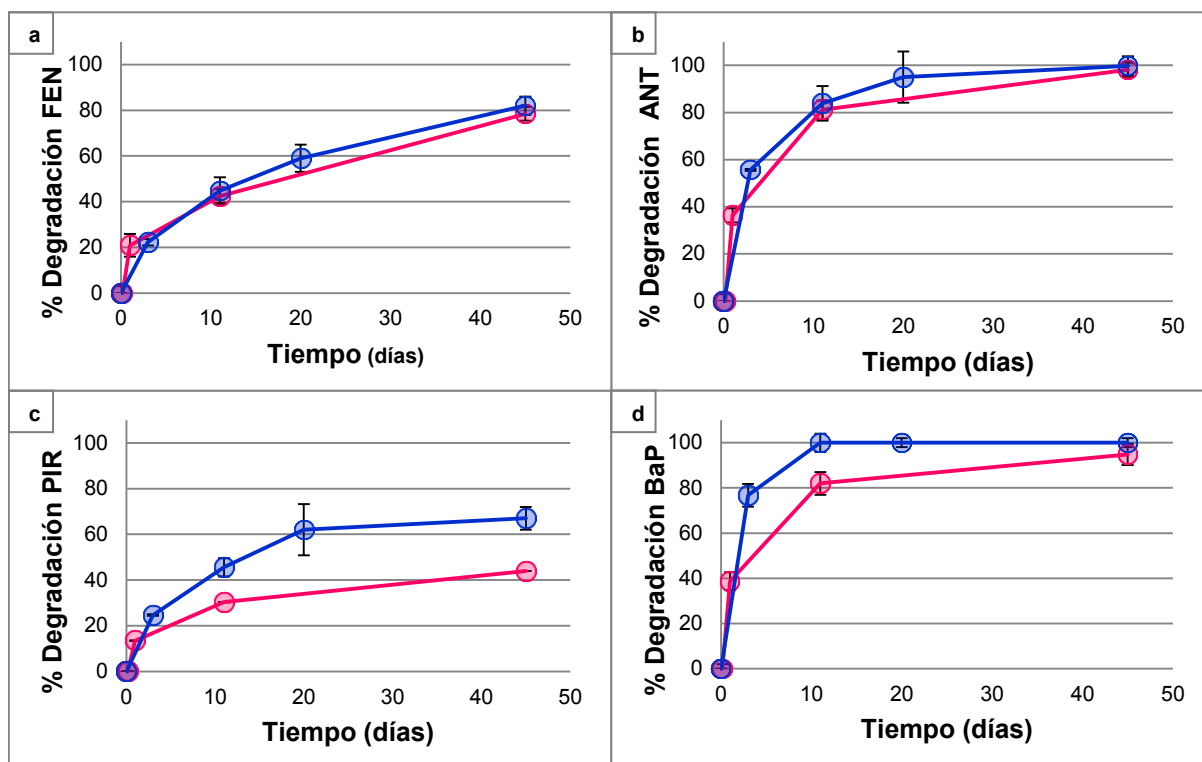 a
% Degradación FEN
100
80
60
40
20
0
0 10 20 30 40 50
Tiempo (días)
b
% Degradación ANT
100
80
60
40
20
0
0 10 20 30 40 50
Tiempo (días)
c
% Degradación PIR
100
80
60
40
20
0
0 10 20 30 40 50
Tiempo (días)
d
% Degradación BaP
100
80
60
40
20
0
0 10 20 30 40 50
Tiempo (días)